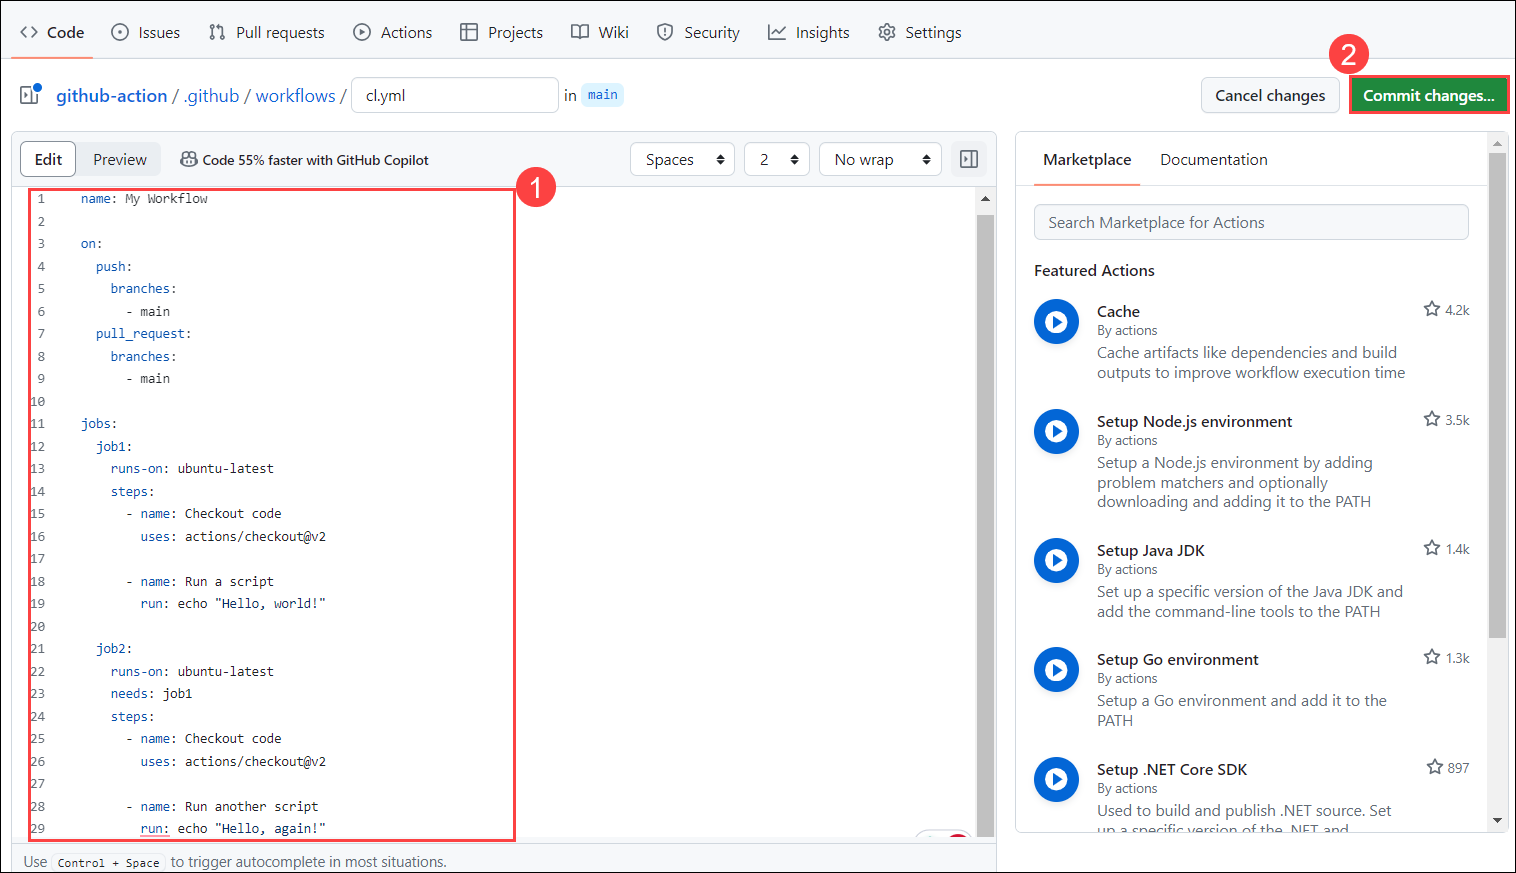 Code Issues Pull requests Actions Projects Wiki Security Insights Settings
2
github-action / .github / workflows / cl.yml in main Cancel changes Commit changes...
Edit Preview Code 55% faster with GitHub Copilot Spaces 2 No wrap
1
1 name: My Workflow
2
3 on:
4 push:
5 branches:
6 - main
7 pull_request:
8 branches:
9 - main
10
11 jobs:
12 job1:
13 runs-on: ubuntu-latest
14 steps:
15 - name: Checkout code
16 uses: actions/checkout@v2
17
18 - name: Run a script
19 run: echo "Hello, world!"
20
21 job2:
22 runs-on: ubuntu-latest
23 needs: job1
24 steps:
25 - name: Checkout code
26 uses: actions/checkout@v2
27
28 - name: Run another script
29 run: echo "Hello, again!"
Use Control + Space to trigger autocomplete in most situations.
Marketplace Documentation
Search Marketplace for Actions
Featured Actions
Cache 4.2k
By actions
Cache artifacts like dependencies and build
outputs to improve workflow execution time
Setup Node.js environment 3.5k
By actions
Setup a Node.js environment by adding
problem matchers and optionally
downloading and adding it to the PATH
Setup Java JDK 1.4k
By actions
Set up a specific version of the Java JDK and
add the command-line tools to the PATH
Setup Go environment 1.3k
By actions
Setup a Go environment and add it to the
PATH
Setup .NET Core SDK 897
By actions
Used to build and publish .NET source. Set
up a specific version of the .NET and